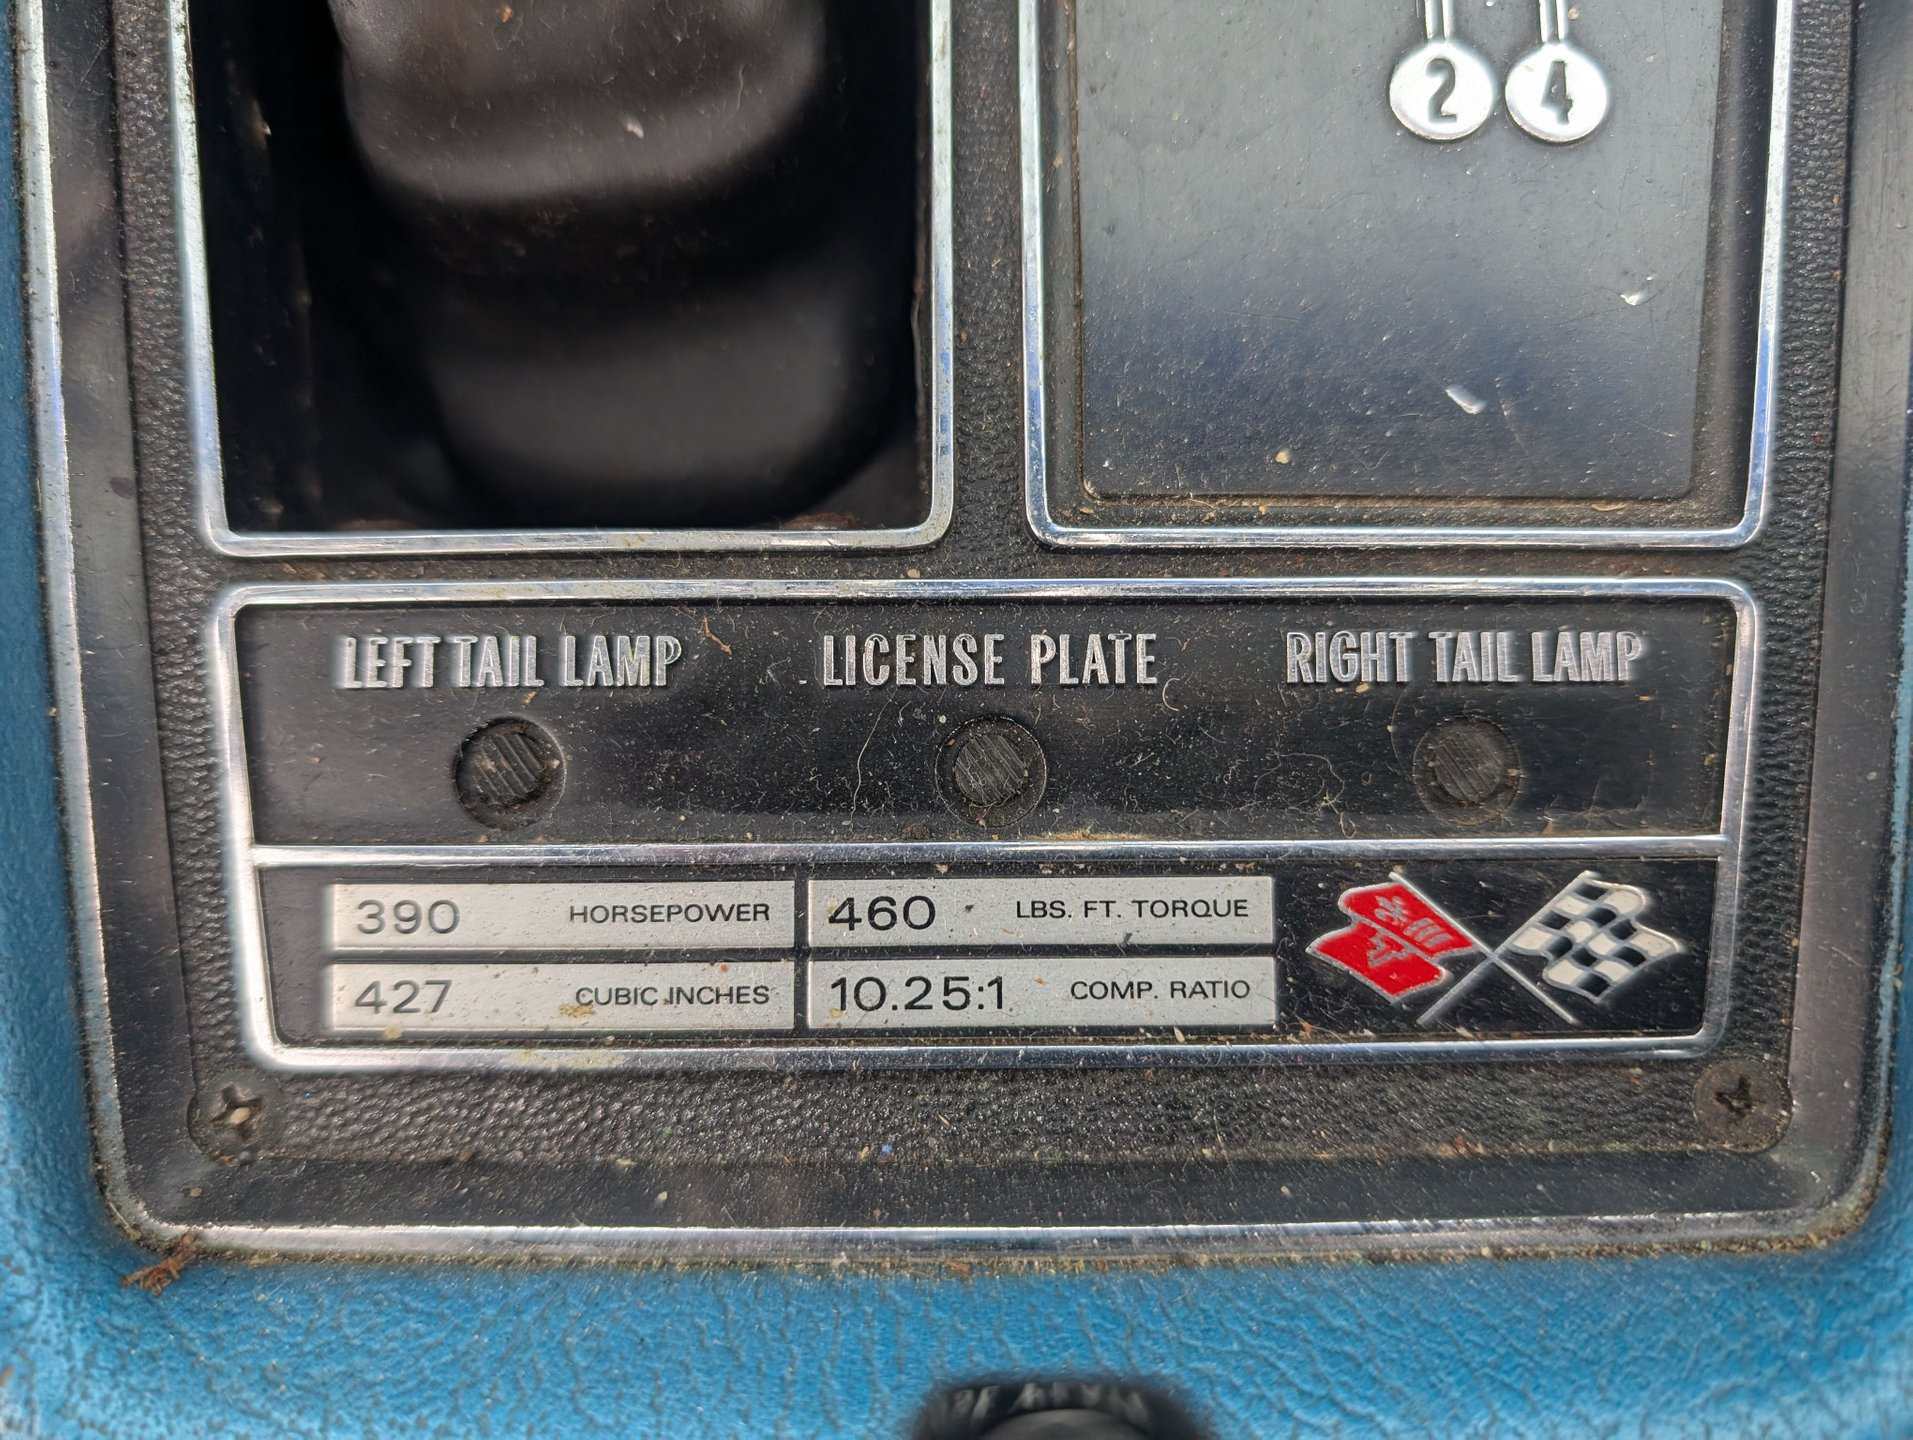 2 4
LEFT TAIL LAMP LICENSE PLATE RIGHT TAIL LAMP
390 HORSEPOWER 460 LBS. FT. TORQUE
427 CUBIC INCHES 10.25:1 COMP. RATIO